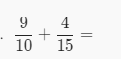 . 9/10 + 4/15 =